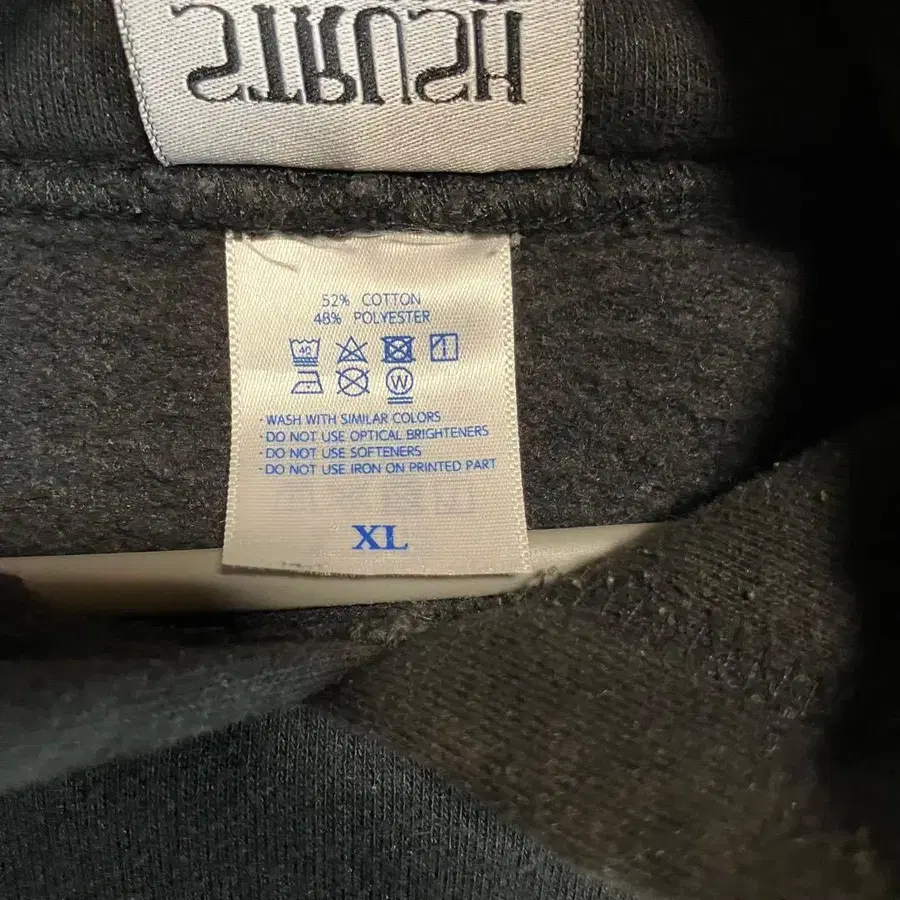 52% COTTON
48% POLYESTER
40
W
· WASH WITH SIMILAR COLORS
· DO NOT USE OPTICAL BRIGHTENERS
· DO NOT USE SOFTENERS
· DO NOT USE IRON ON PRINTED PART
XL